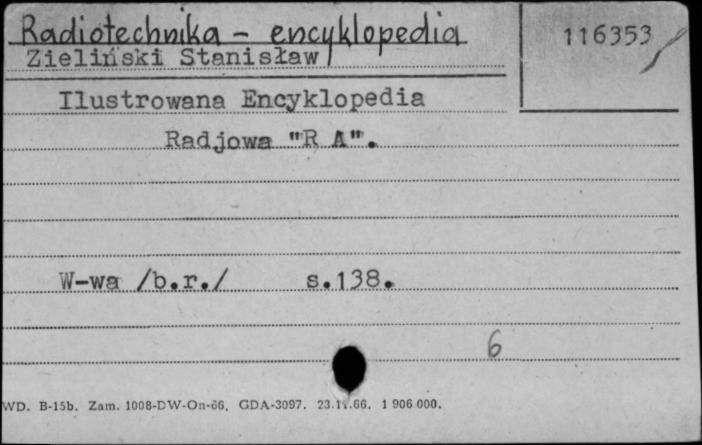 Radiotechnika - encyklopedia
116353
Zieliński Stanisław
Ilustrowana Encyklopedia
Radjowa "R A".
W-wa /b.r./ s.138.
6
WD. B-15b. Zam. 1008-DW-On-66. GDA-3097. 23.11.66. 1 906 000.